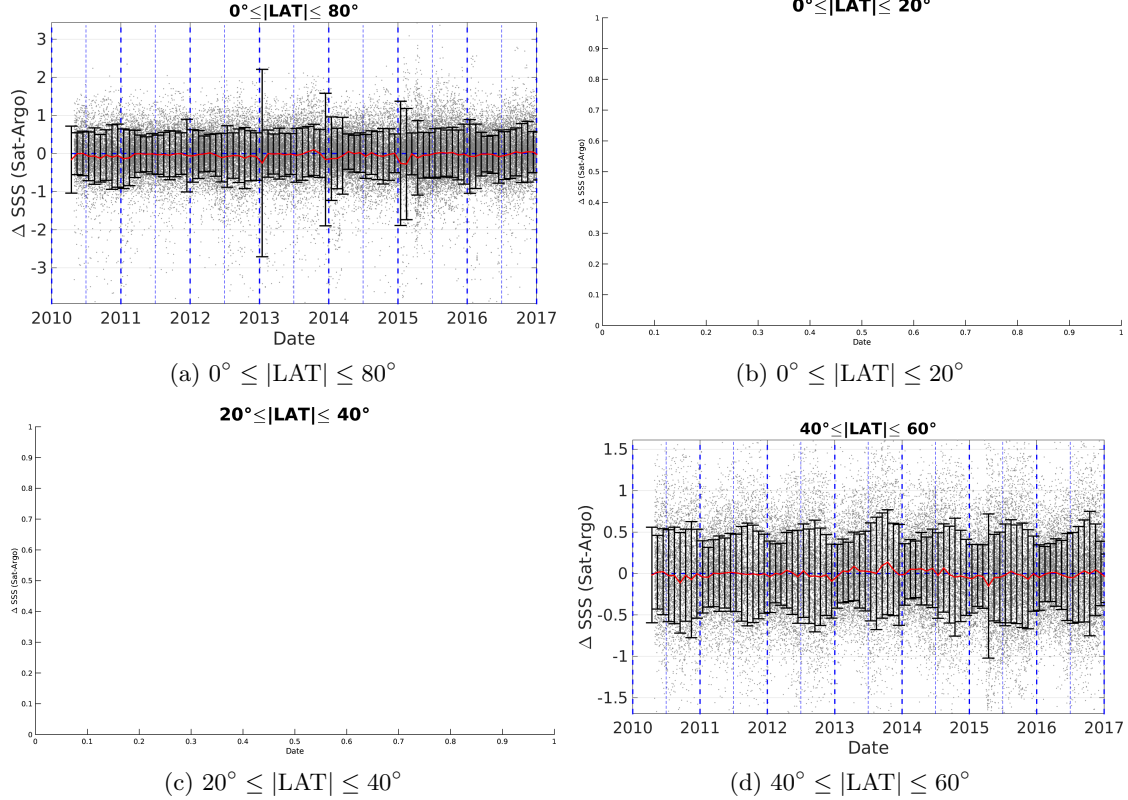 0°≤|LAT|≤ 80°
Δ SSS (Sat-Argo)
3
2
1
0
-1
-2
-3
2010 2011 2012 2013 2014 2015 2016 2017
Date
(a) 0° ≤ |LAT| ≤ 80°
0°≤|LAT|≤ 20°
Δ SSS (Sat-Argo)
1
0.9
0.8
0.7
0.6
0.5
0.4
0.3
0.2
0.1
0
0 0.1 0.2 0.3 0.4 0.5 0.6 0.7 0.8 0.9 1
Date
(b) 0° ≤ |LAT| ≤ 20°
20°≤|LAT|≤ 40°
Δ SSS (Sat-Argo)
1
0.9
0.8
0.7
0.6
0.5
0.4
0.3
0.2
0.1
0
0 0.1 0.2 0.3 0.4 0.5 0.6 0.7 0.8 0.9 1
Date
(c) 20° ≤ |LAT| ≤ 40°
40°≤|LAT|≤ 60°
Δ SSS (Sat-Argo)
1.5
1
0.5
0
-0.5
-1
-1.5
2010 2011 2012 2013 2014 2015 2016 2017
Date
(d) 40° ≤ |LAT| ≤ 60°